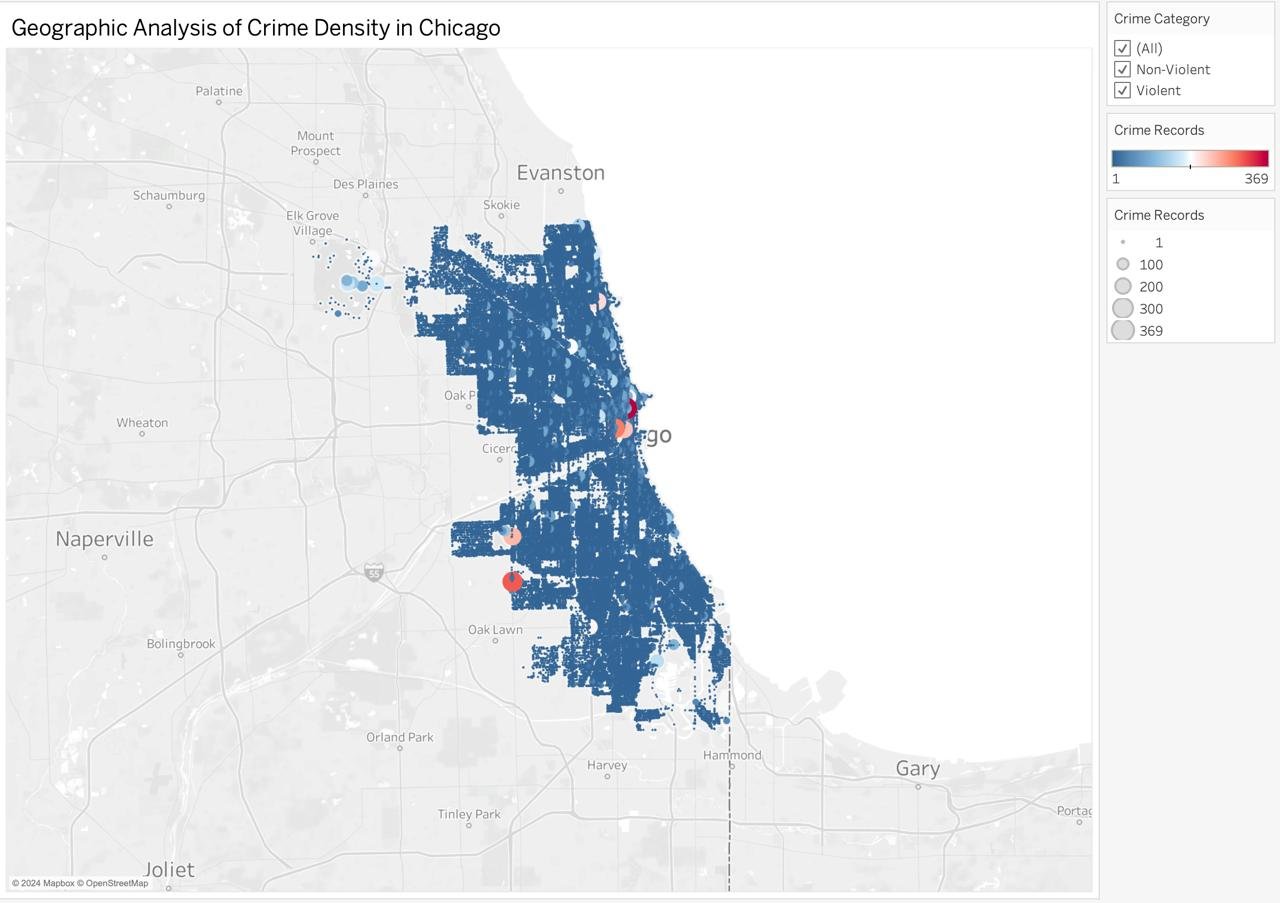 Geographic Analysis of Crime Density in Chicago
Palatine
Mount
Prospect
Evanston
Des Plaines
Schaumburg
Skokie
Elk Grove
Village
Oak P
Wheaton
go
Cicero
Naperville
55
Oak Lawn
Bolingbrook
Orland Park
Hammond
Harvey
Gary
Tinley Park
Portag
Joliet
© 2024 Mapbox © OpenStreetMap
Crime Category
(All)
Non-Violent
Violent
Crime Records
1 369
Crime Records
1
100
200
300
369